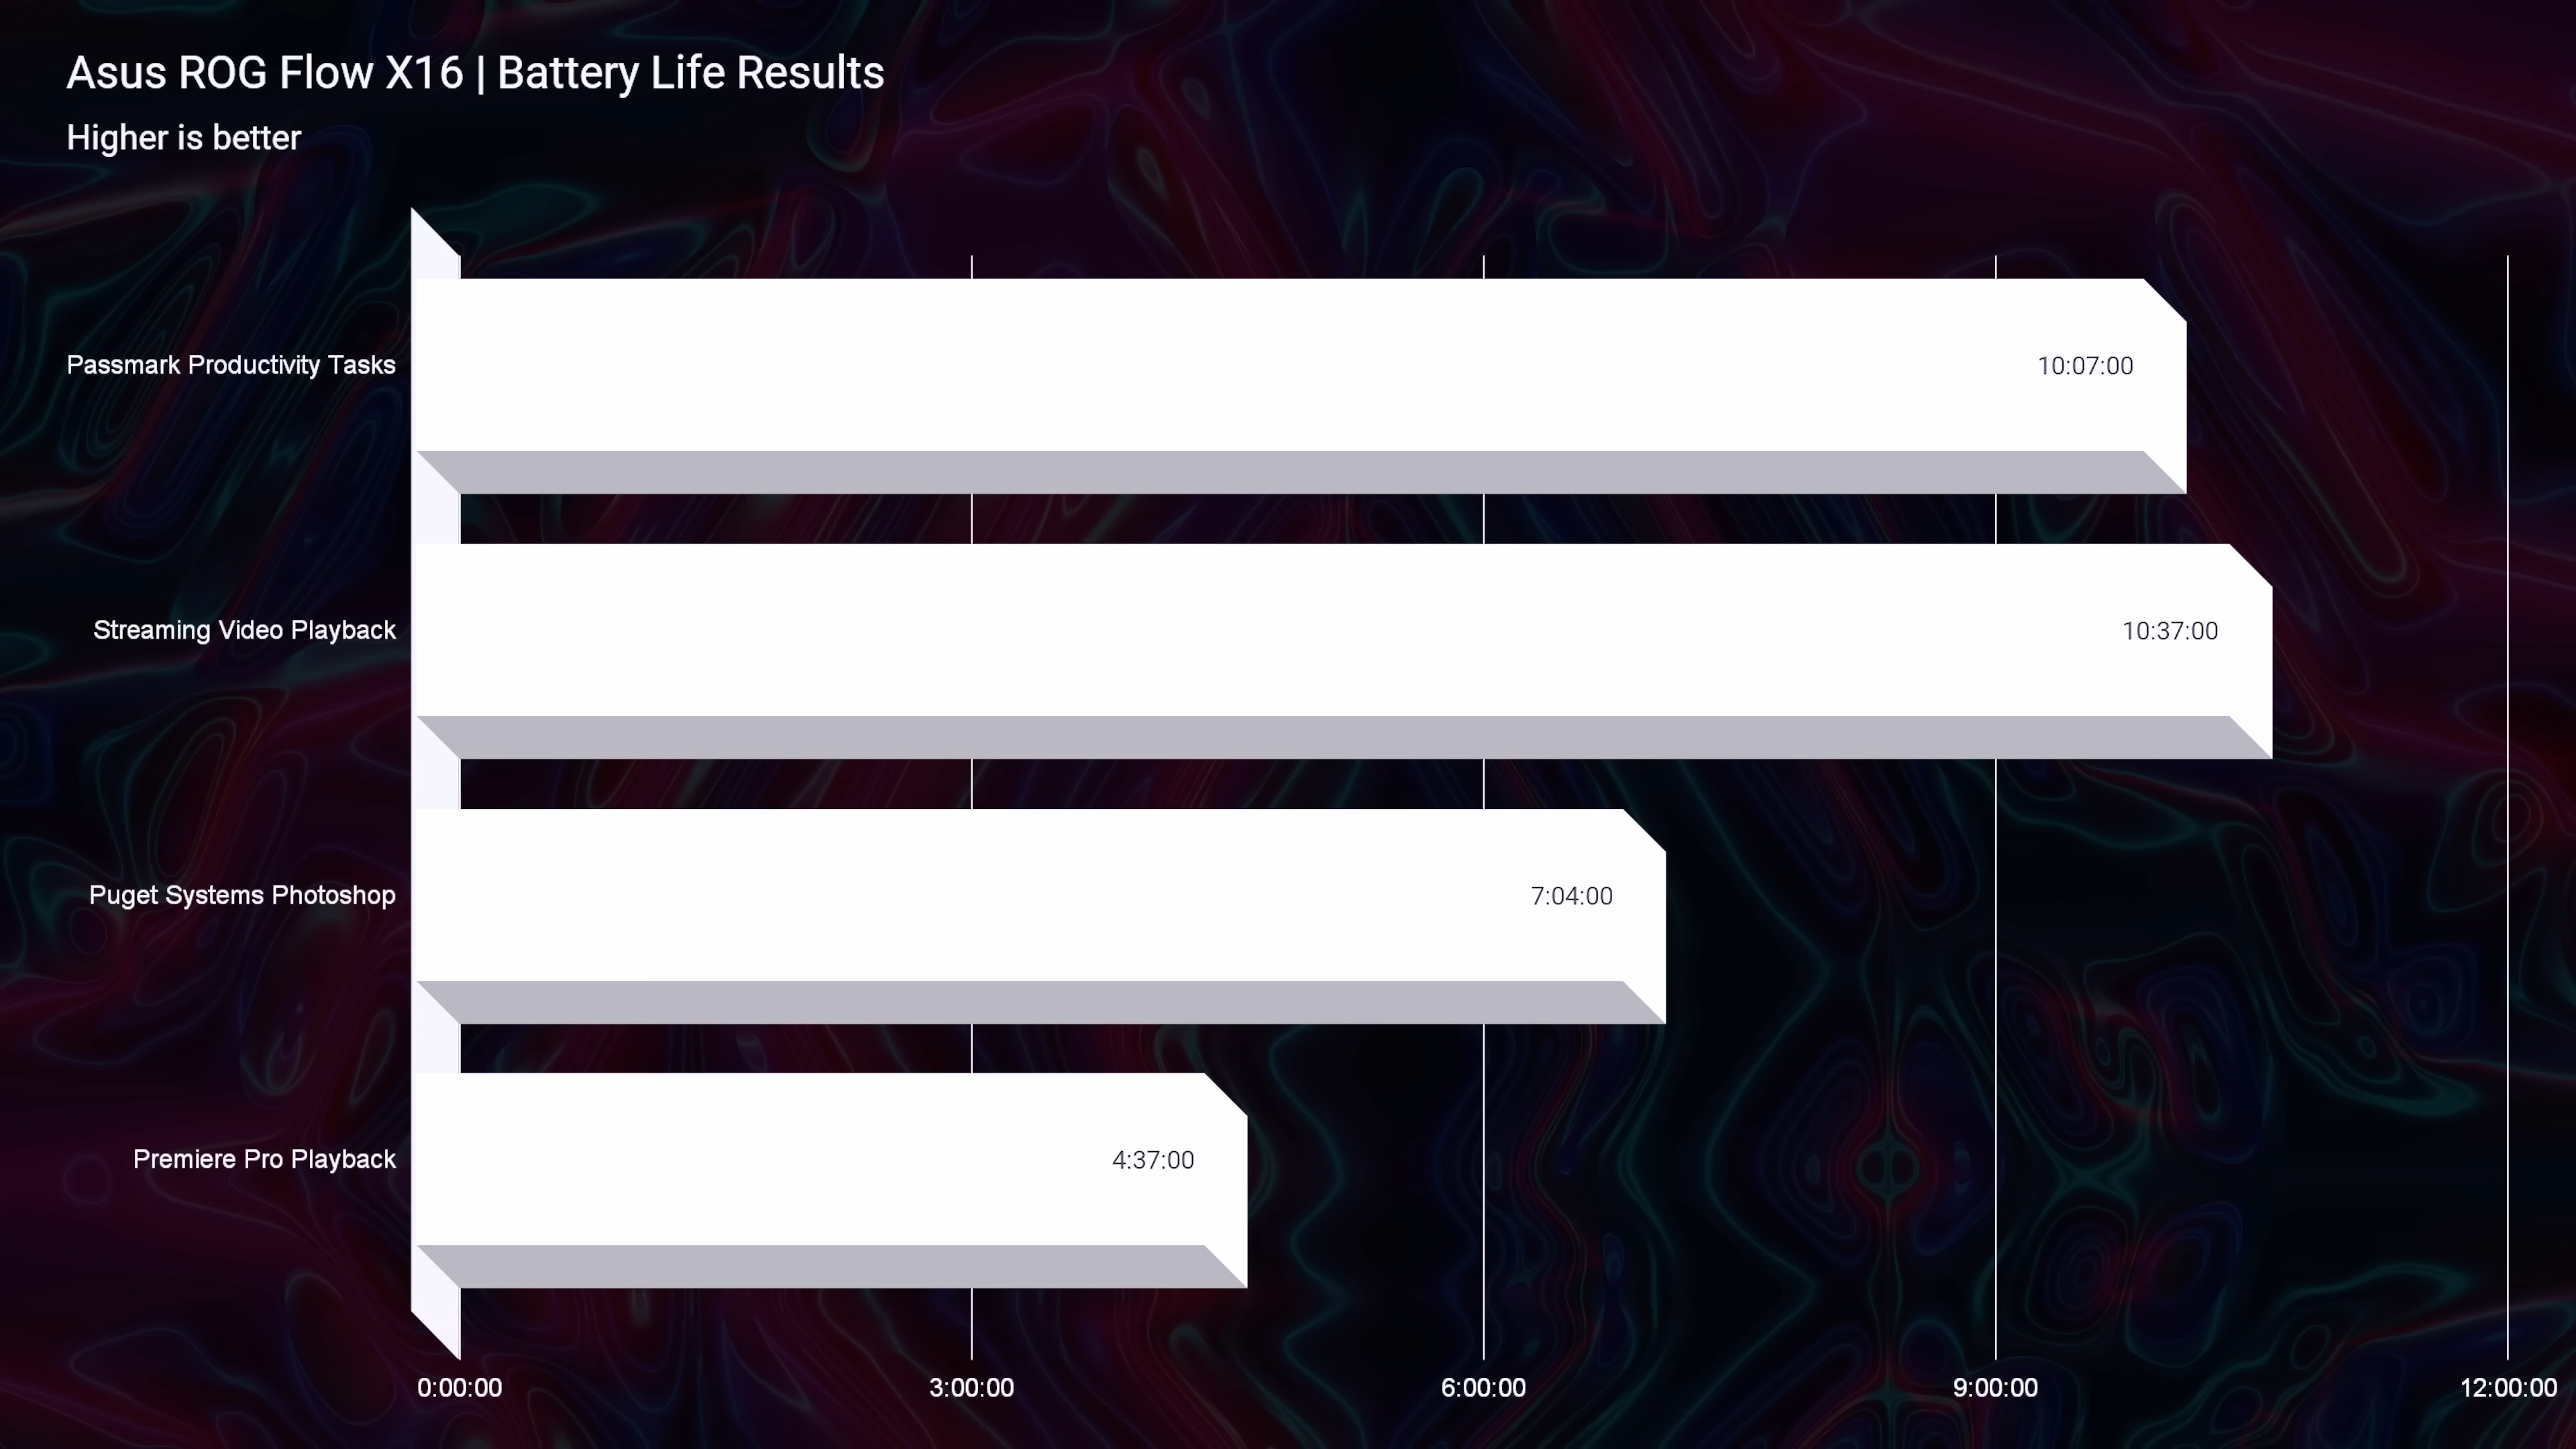 Asus ROG Flow X16 | Battery Life Results
Higher is better
Passmark Productivity Tasks
10:07:00
Streaming Video Playback
10:37:00
Puget Systems Photoshop
7:04:00
Premiere Pro Playback
4:37:00
0:00:00
3:00:00
6:00:00
9:00:00
12:00:00